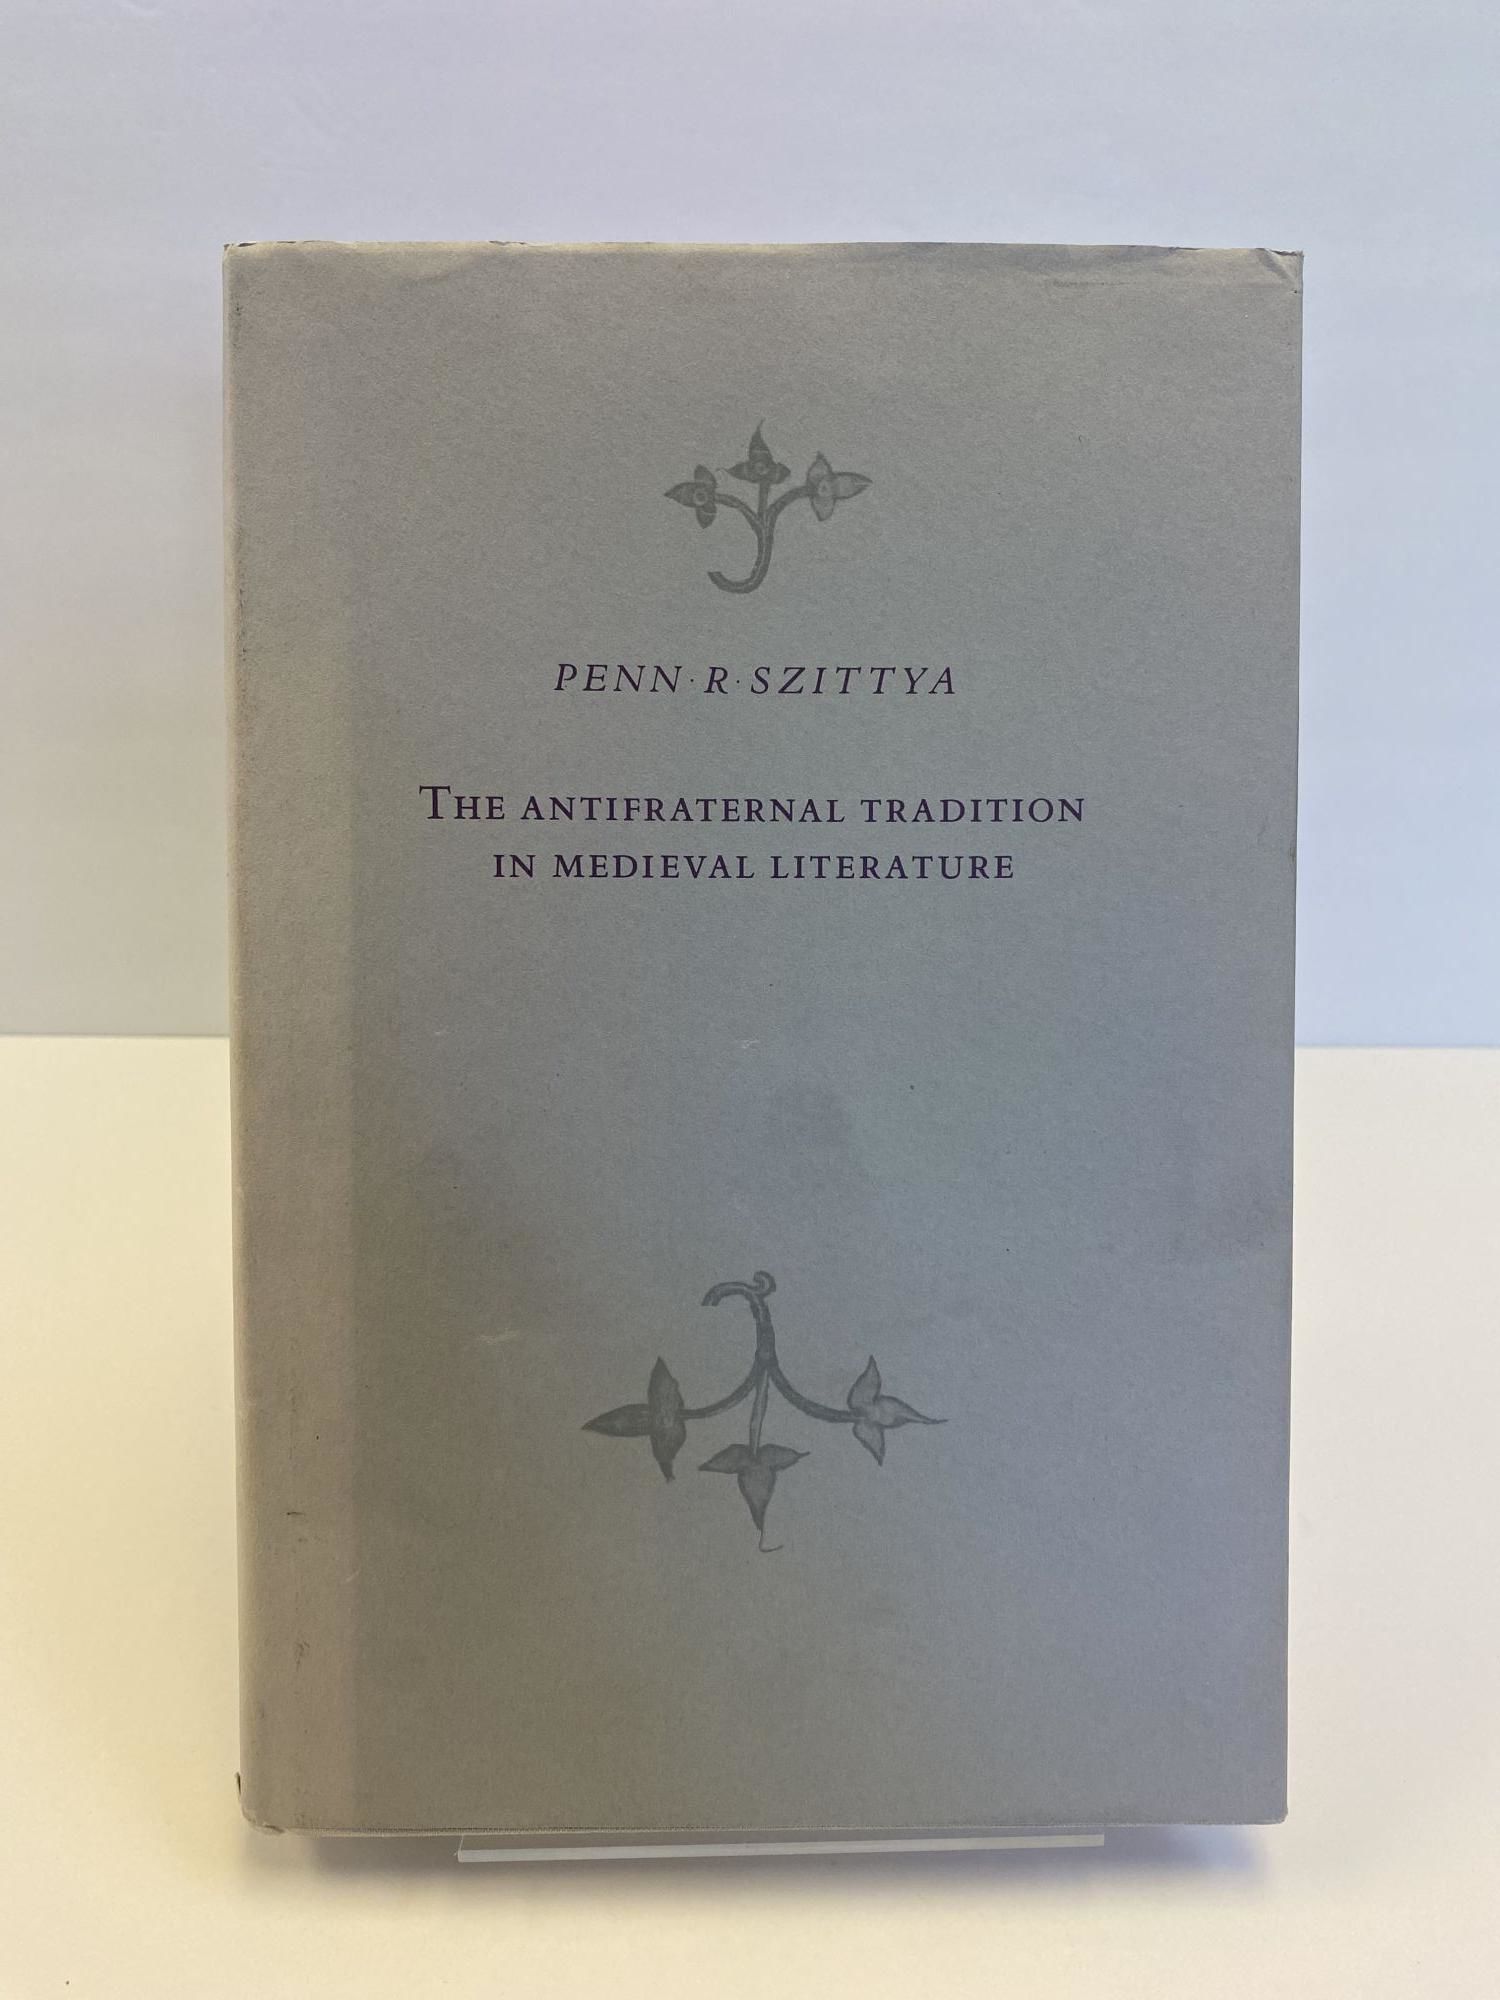 PENN·R·SZITTYA
THE ANTIFRATERNAL TRADITION
IN MEDIEVAL LITERATURE